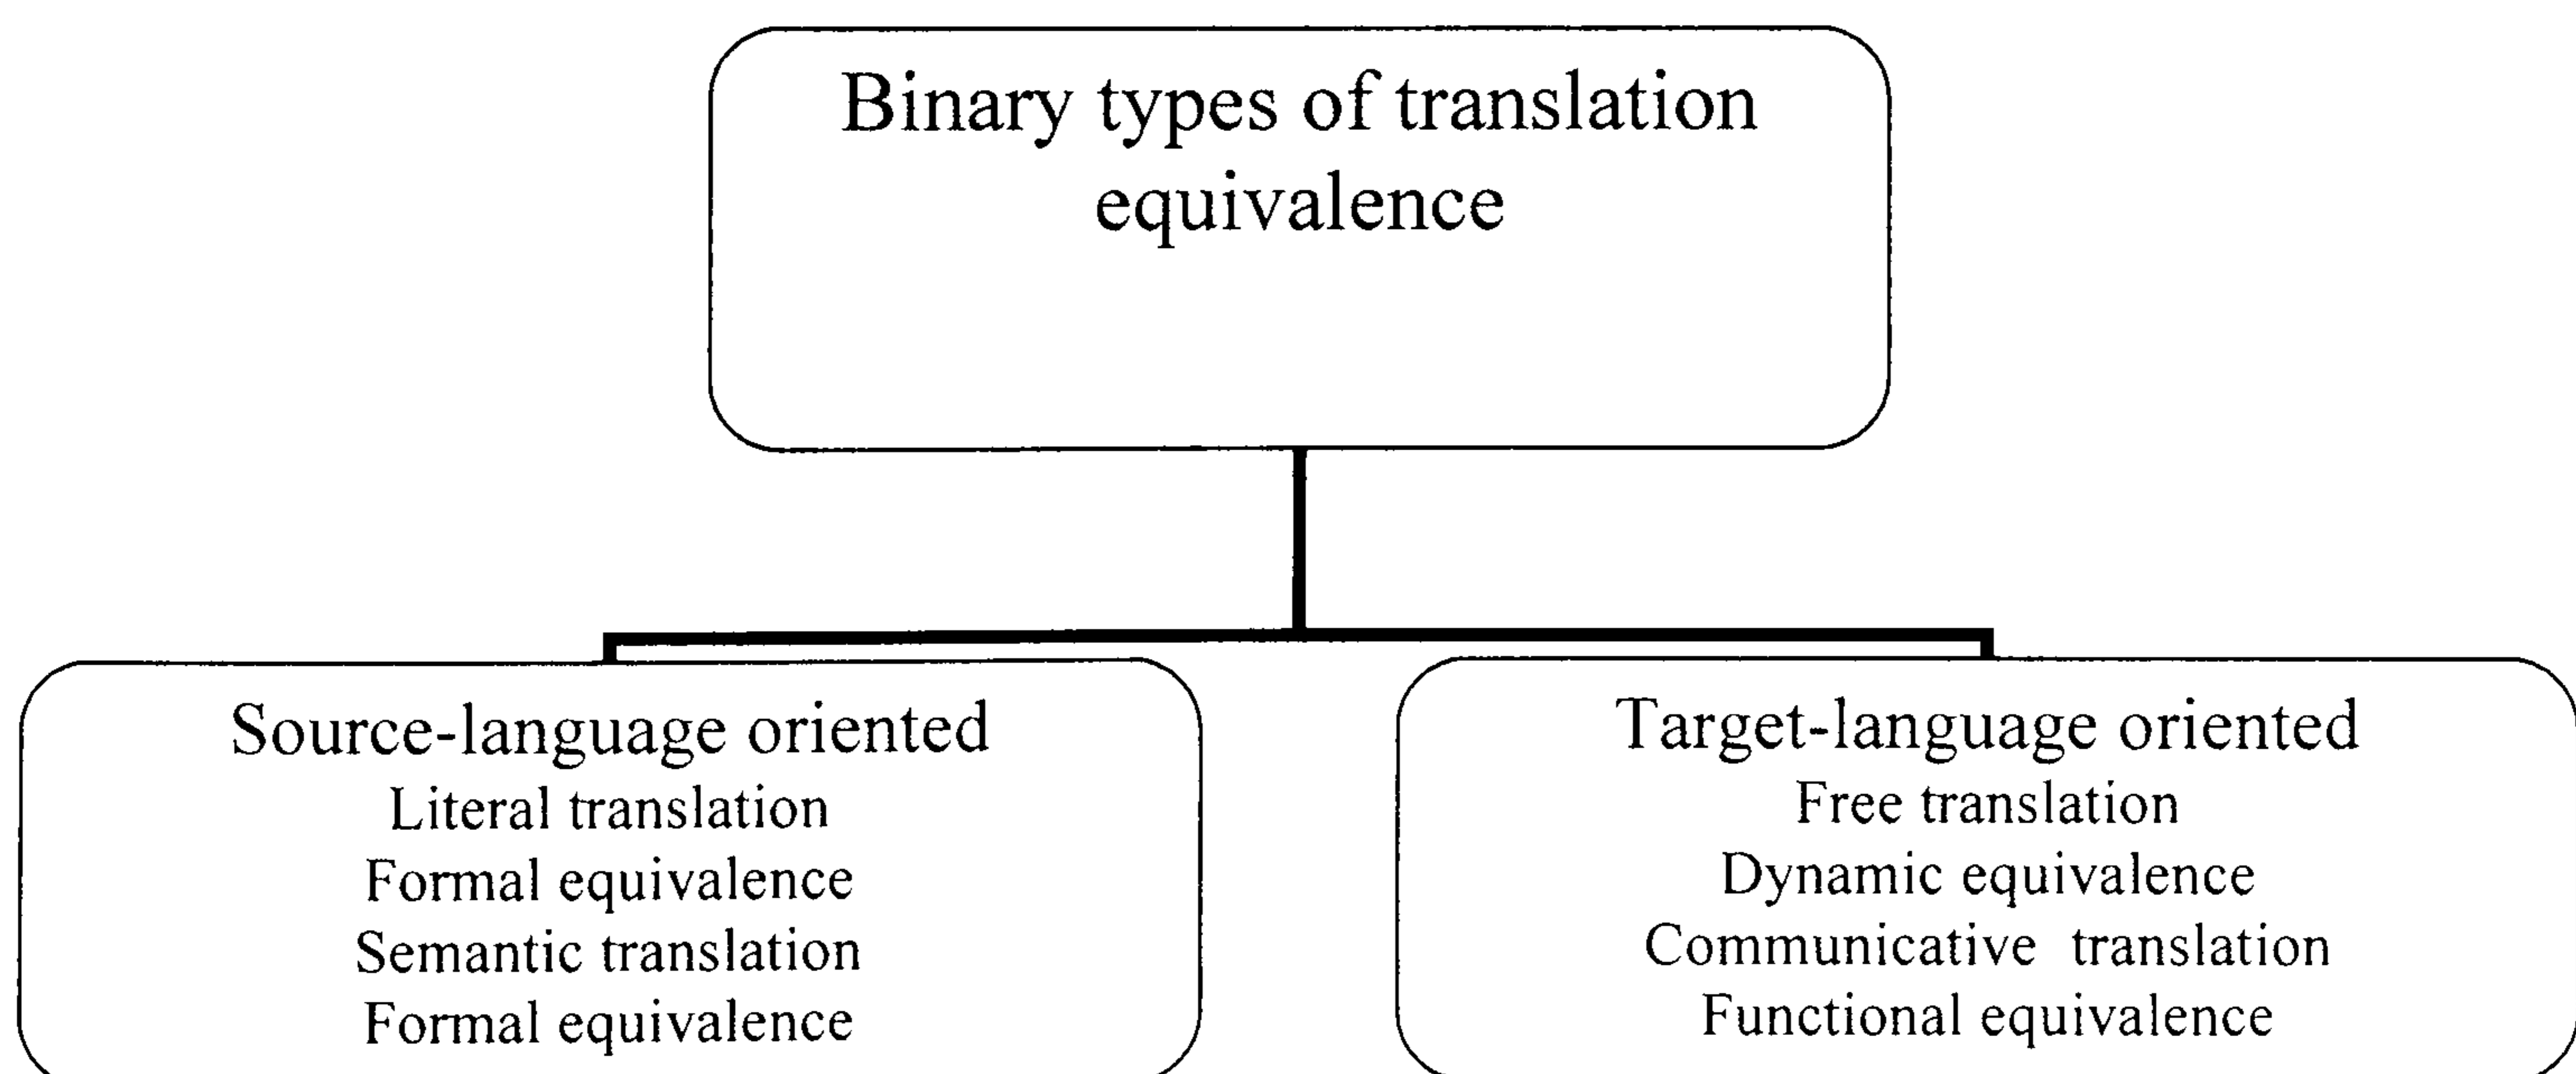 Binary types of translation
equivalence
Source-language oriented
Literal translation
Formal equivalence
Semantic translation
Formal equivalence
Target-language oriented
Free translation
Dynamic equivalence
Communicative translation
Functional equivalence